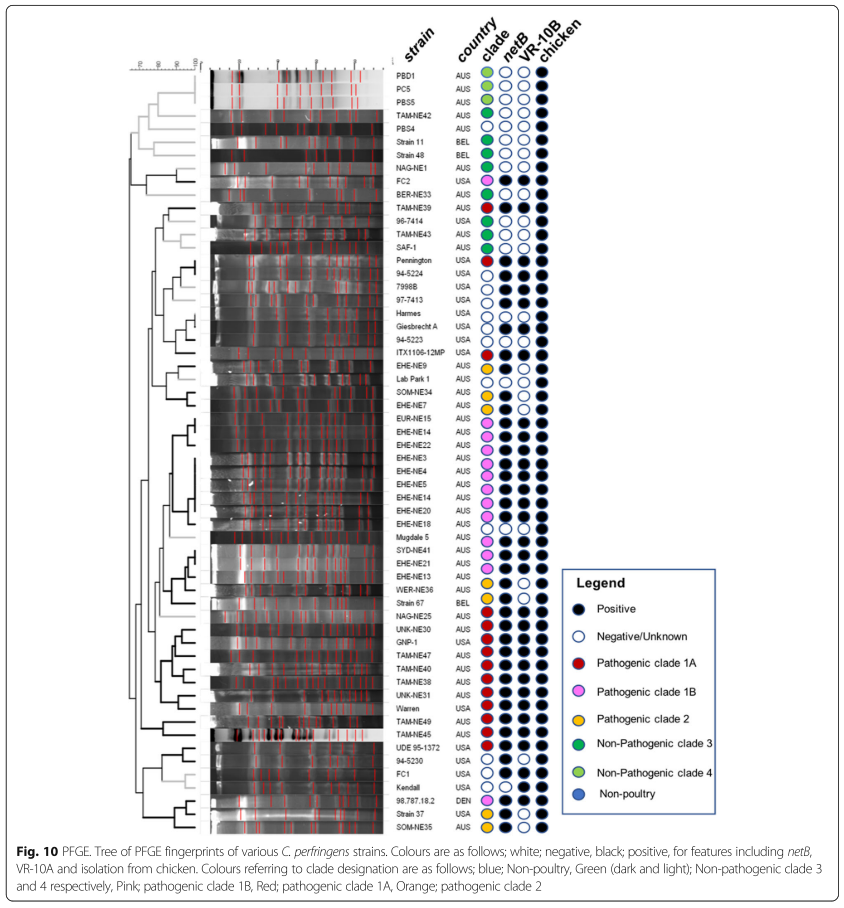 strain country clade netB VR-10B chicken
70 80 90 100
PBD1 AUS
PC5 AUS
PBS5 AUS
TAM-NE42 AUS
PBS4 AUS
Strain 11 BEL
Strain 48 BEL
NAG-NE1 AUS
FC2 USA
BER-NE33 AUS
TAM-NE39 AUS
96-7414 USA
TAM-NE43 AUS
SAF-1 AUS
Pennington USA
94-5224 USA
7998B USA
97-7413 USA
Harmes USA
Giesbrecht A USA
94-5223 USA
ITX1106-12MP USA
EHE-NE9 AUS
Lab Park 1 AUS
SOM-NE34 AUS
EHE-NE7 AUS
EUR-NE15 AUS
EHE-NE14 AUS
EHE-NE22 AUS
EHE-NE3 AUS
EHE-NE4 AUS
EHE-NE5 AUS
EHE-NE14 AUS
EHE-NE20 AUS
EHE-NE18 AUS
Mugdale 5 AUS
SYD-NE41 AUS
EHE-NE21 AUS
EHE-NE13 AUS
WER-NE36 AUS
Strain 67 BEL
NAG-NE25 AUS
UNK-NE30 AUS
GNP-1 USA
TAM-NE47 AUS
TAM-NE40 AUS
TAM-NE38 AUS
UNK-NE31 AUS
Warren USA
TAM-NE49 AUS
TAM-NE45 AUS
UDE 95-1372 USA
94-5230 USA
FC1 USA
Kendall USA
98.787.18.2 DEN
Strain 37 USA
SOM-NE35 AUS
Legend
Positive
Negative/Unknown
Pathogenic clade 1A
Pathogenic clade 1B
Pathogenic clade 2
Non-Pathogenic clade 3
Non-Pathogenic clade 4
Non-poultry
Fig. 10 PFGE. Tree of PFGE fingerprints of various C. perfringens strains. Colours are as follows; white; negative, black; positive, for features including netB,
VR-10A and isolation from chicken. Colours referring to clade designation are as follows; blue; Non-poultry, Green (dark and light); Non-pathogenic clade 3
and 4 respectively, Pink; pathogenic clade 1B, Red; pathogenic clade 1A, Orange; pathogenic clade 2